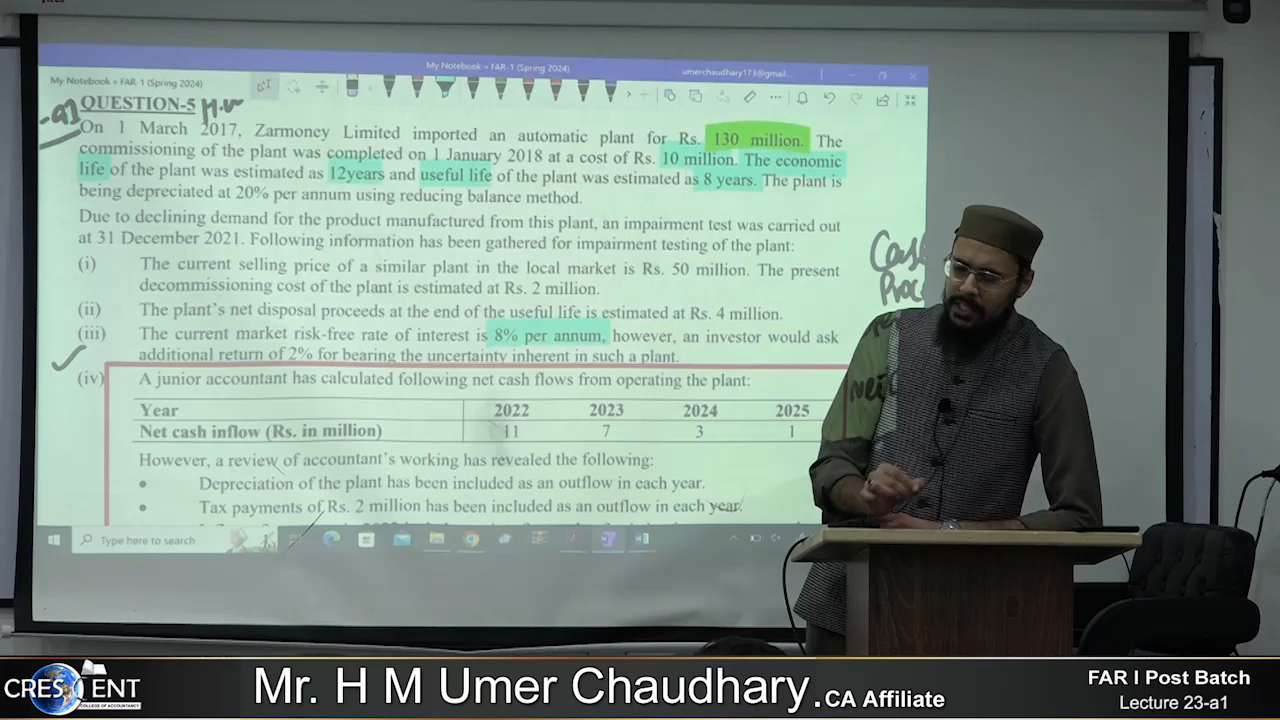 My Notebook » FAR-1 (Spring 2024)
umerchaudhary173@gmail...
My Notebook » FAR-1 (Spring 2024)
QUESTION-5 H.W
On 1 March 2017, Zarmoney Limited imported an automatic plant for Rs. 130 million. The
commissioning of the plant was completed on 1 January 2018 at a cost of Rs. 10 million. The economic
life of the plant was estimated as 12years and useful life of the plant was estimated as 8 years. The plant is
being depreciated at 20% per annum using reducing balance method.
Due to declining demand for the product manufactured from this plant, an impairment test was carried out
at 31 December 2021. Following information has been gathered for impairment testing of the plant:
(i) The current selling price of a similar plant in the local market is Rs. 50 million. The present
decommissioning cost of the plant is estimated at Rs. 2 million.
(ii) The plant's net disposal proceeds at the end of the useful life is estimated at Rs. 4 million.
(iii) The current market risk-free rate of interest is 8% per annum, however, an investor would ask
additional return of 2% for bearing the uncertainty inherent in such a plant.
(iv) A junior accountant has calculated following net cash flows from operating the plant:
Year 2022 2023 2024 2025
Net cash inflow (Rs. in million) 11 7 3 1
However, a review of accountant's working has revealed the following:
• Depreciation of the plant has been included as an outflow in each year.
• Tax payments of Rs. 2 million has been included as an outflow in each year.
Type here to search
CRESCENT
COLLEGE OF ACCOUNTANCY
Mr. H M Umer Chaudhary .CA Affiliate
FAR I Post Batch
Lecture 23-a1